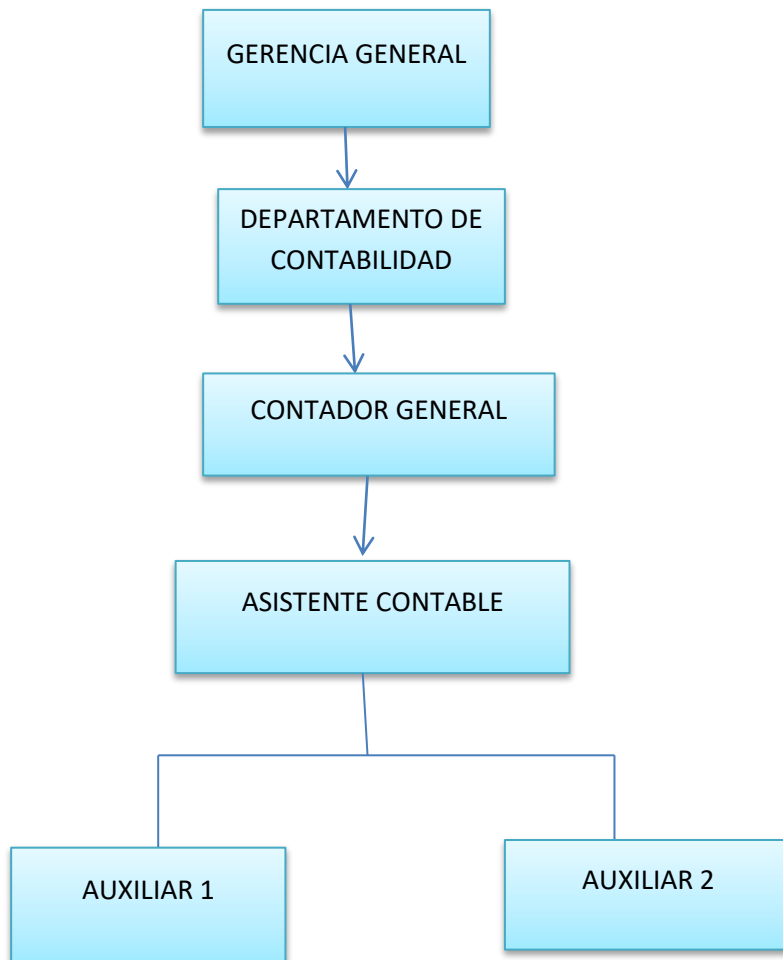 GERENCIA GENERAL
DEPARTAMENTO DE
CONTABILIDAD
CONTADOR GENERAL
ASISTENTE CONTABLE
AUXILIAR 1
AUXILIAR 2